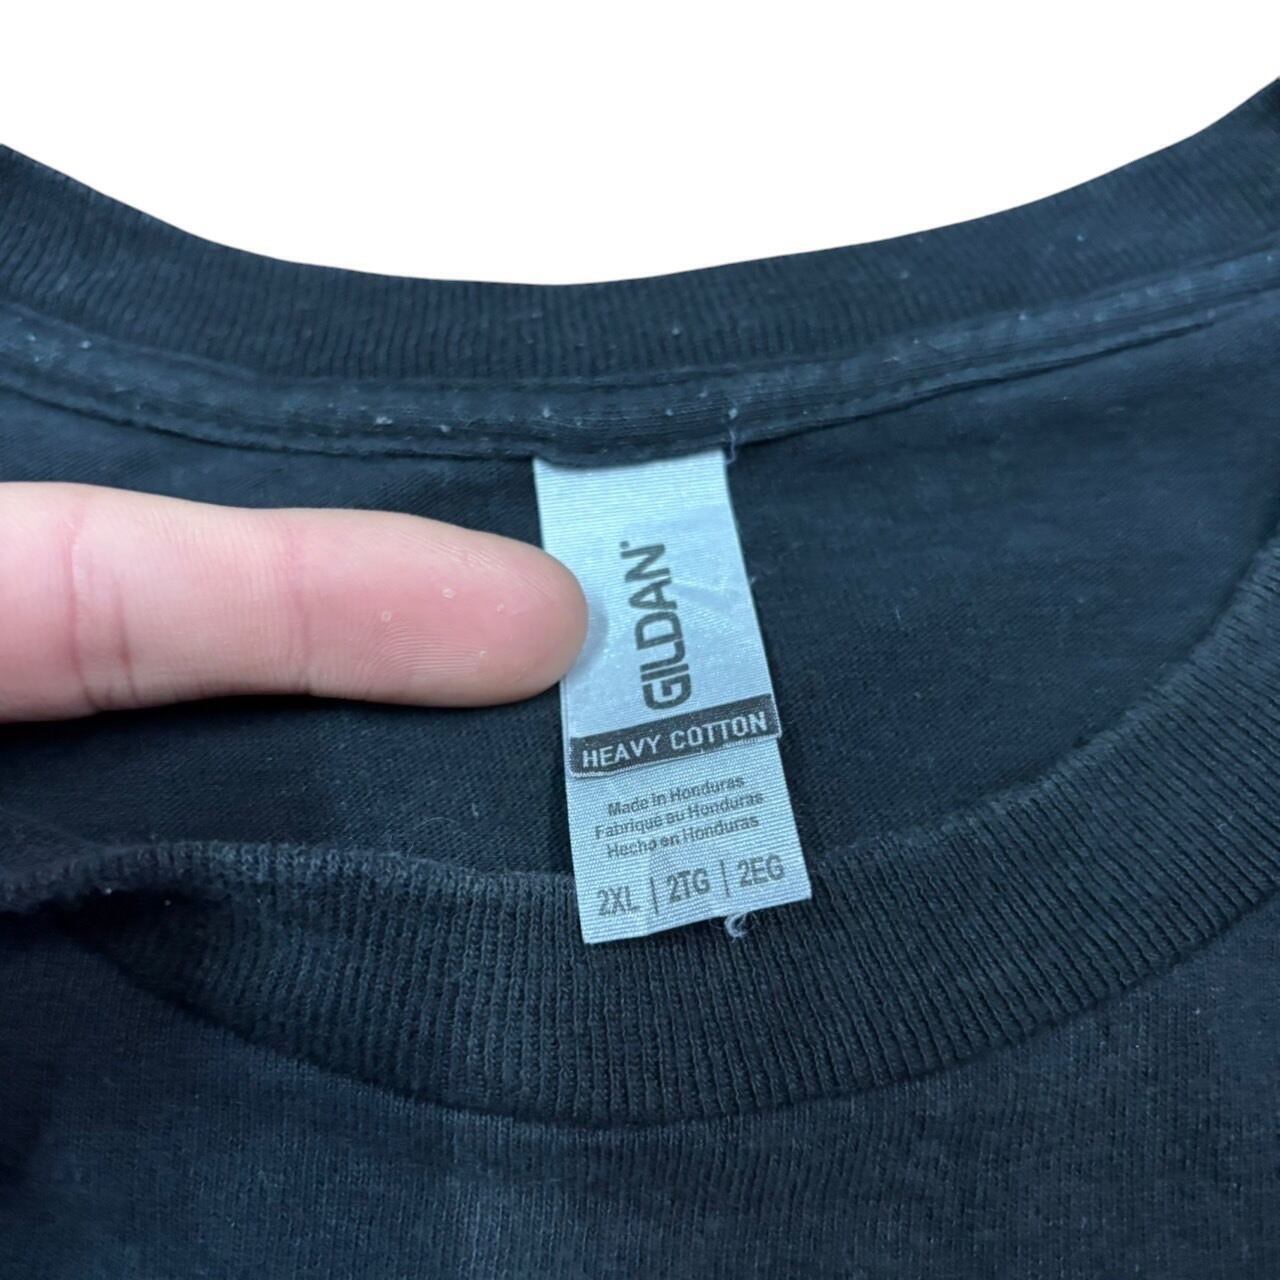 GILDAN
HEAVY COTTON
Made in Honduras
Fabriqué au Honduras
Hecho en Honduras
2XL | 2TG | 2EG